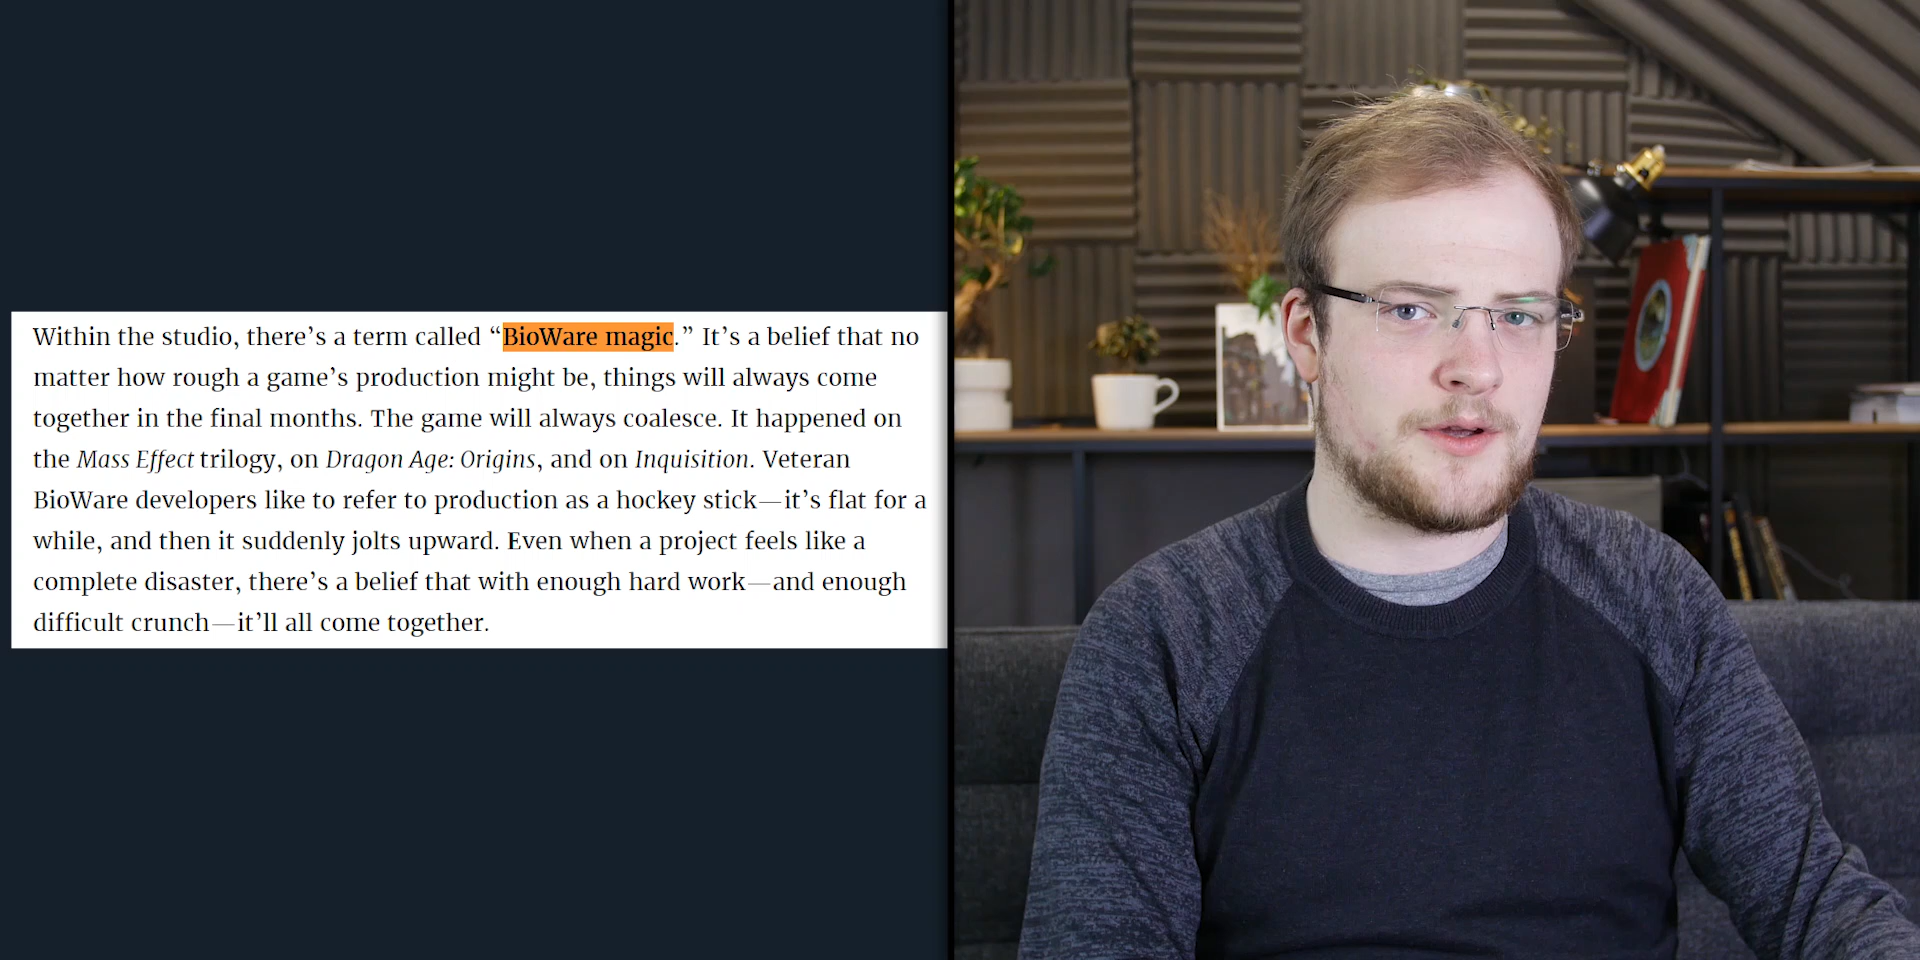 Within the studio, there’s a term called “BioWare magic.” It’s a belief that no
matter how rough a game’s production might be, things will always come
together in the final months. The game will always coalesce. It happened on
the Mass Effect trilogy, on Dragon Age: Origins, and on Inquisition. Veteran
BioWare developers like to refer to production as a hockey stick—it’s flat for a
while, and then it suddenly jolts upward. Even when a project feels like a
complete disaster, there’s a belief that with enough hard work—and enough
difficult crunch—it’ll all come together.